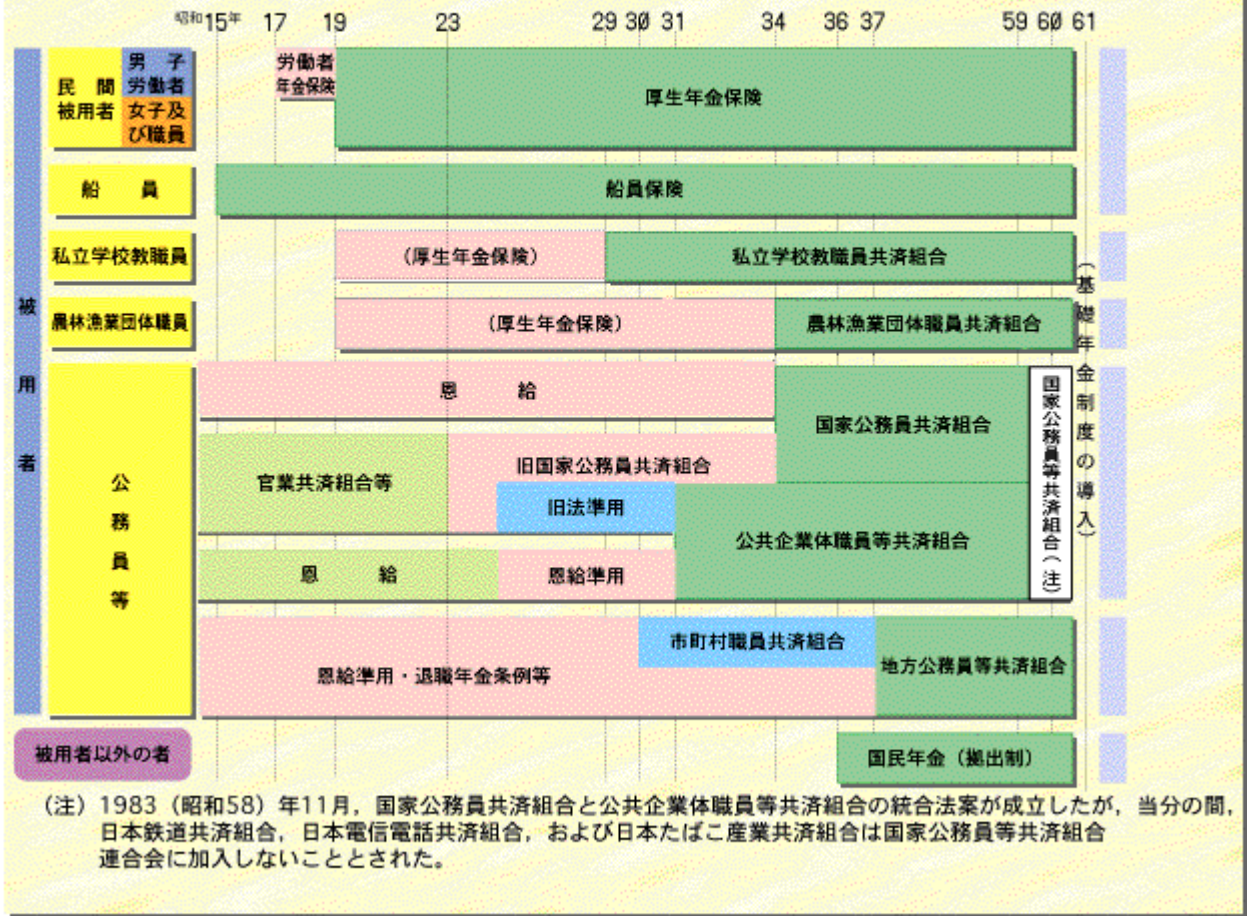 昭和15年 17 19 23 29 30 31 34 36 37 59 60 61
被用者
民間被用者
男子労働者
女子及び職員
労働者年金保険
厚生年金保険
船員
船員保険
私立学校教職員
(厚生年金保険)
私立学校教職員共済組合
農林漁業団体職員
(厚生年金保険)
農林漁業団体職員共済組合
公務員等
恩給
国家公務員共済組合
官業共済組合等
旧国家公務員共済組合
旧法準用
公共企業体職員等共済組合
恩給
恩給準用
国家公務員等共済組合(注)
恩給準用・退職年金条例等
市町村職員共済組合
地方公務員等共済組合
(基礎年金制度の導入)
被用者以外の者
国民年金(拠出制)
(注) 1983(昭和58)年11月,国家公務員共済組合と公共企業体職員等共済組合の統合法案が成立したが,当分の間,
日本鉄道共済組合,日本電信電話共済組合,および日本たばこ産業共済組合は国家公務員等共済組合
連合会に加入しないこととされた。